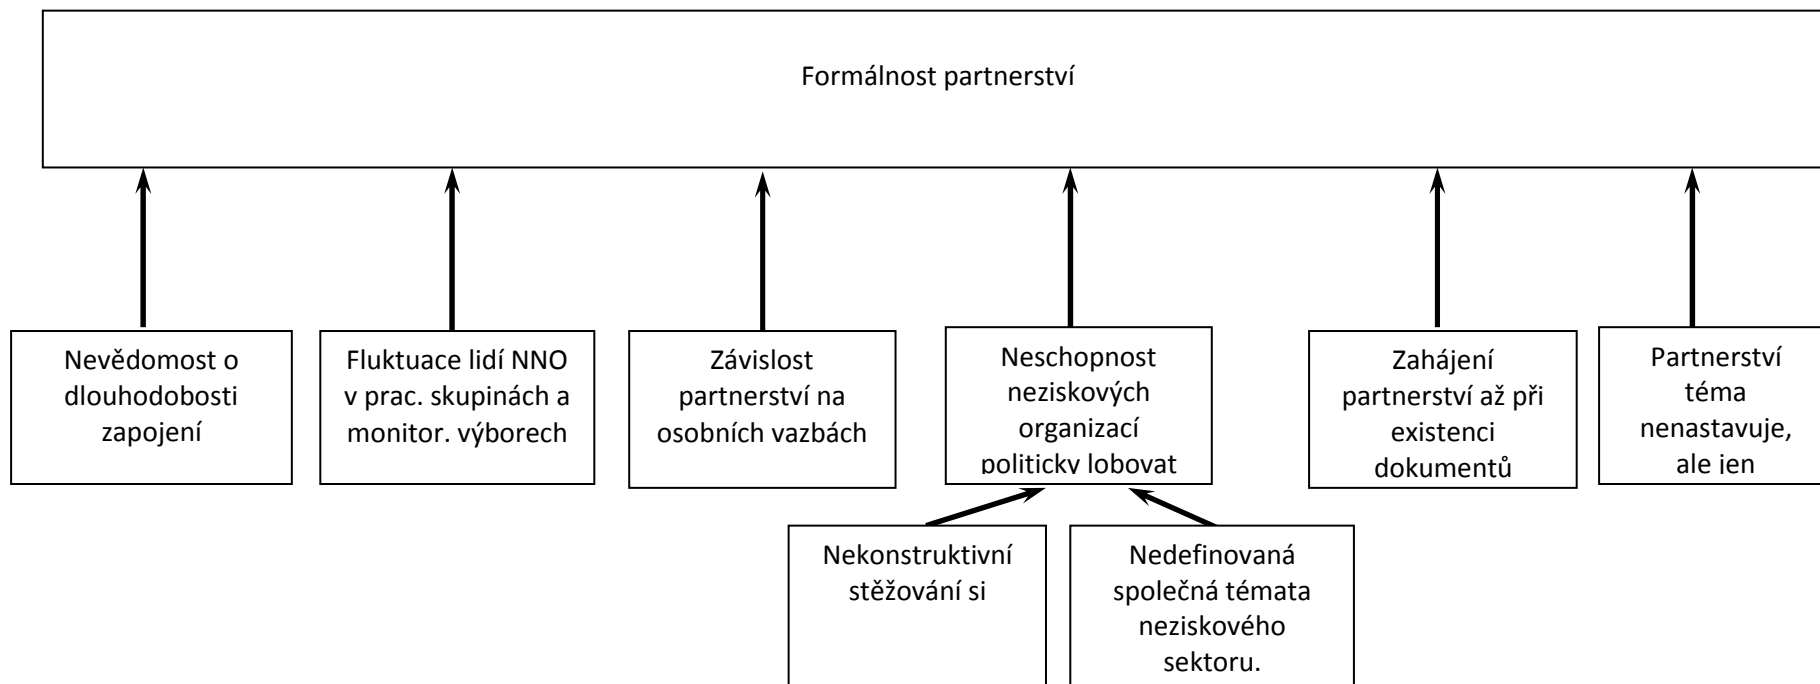 Formálnost partnerství
Nevědomost o
dlouhodobosti
zapojení
Fluktuace lidí NNO
v prac. skupinách a
monitor. výborech
Závislost
partnerství na
osobních vazbách
Neschopnost
neziskových
organizací
politicky lobovat
Zahájení
partnerství až při
existenci
dokumentů
Partnerství
téma
nenastavuje,
ale jen
Nekonstruktivní
stěžování si
Nedefinovaná
společná témata
neziskového
sektoru.